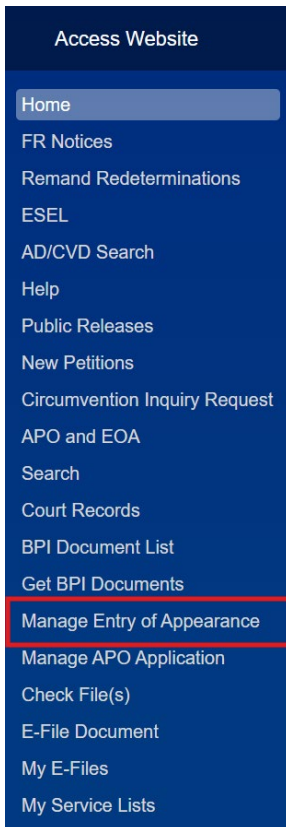 Access Website
Home
FR Notices
Remand Redeterminations
ESEL
AD/CVD Search
Help
Public Releases
New Petitions
Circumvention Inquiry Request
APO and EOA
Search
Court Records
BPI Document List
Get BPI Documents
Manage Entry of Appearance
Manage APO Application
Check File(s)
E-File Document
My E-Files
My Service Lists